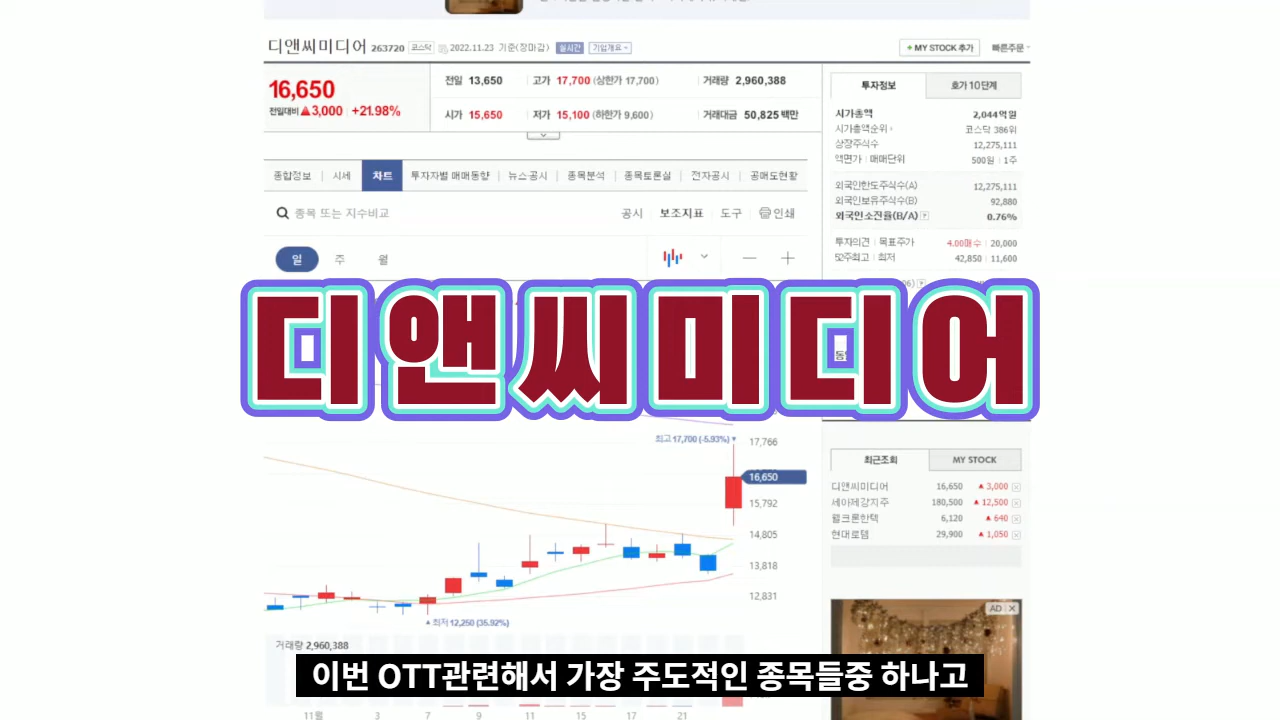 디앤씨미디어 263720 코스닥 2022.11.23 기준(장마감) 실시간 기업개요
+ MY STOCK 추가 빠른주문
16,650
전일대비 ▲3,000 +21.98%
전일 13,650 고가 17,700 (상한가 17,700) 거래량 2,960,388
시가 15,650 저가 15,100 (하한가 9,600) 거래대금 50,825 백만
투자정보 호가 10단계
시가총액 2,044억원
시가총액순위 코스닥 386위
상장주식수 12,275,111
액면가 매매단위 500원 1주
외국인한도주식수(A) 12,275,111
외국인보유주식수(B) 92,880
외국인소진율(B/A) ? 0.76%
투자의견 목표주가 4.00매수 20,000
52주최고 최저 42,850 11,600
종합정보 시세 차트 투자자별 매매동향 뉴스·공시 종목분석 종목토론실 전자공시 공매도현황
종목 또는 지수비교 공시 보조지표 도구 인쇄
일 주 월
디앤씨미디어
최고 17,700 (-5.93%)
17,766
16,650
15,792
14,805
13,818
12,831
▲ 최저 12,250 (35.92%)
거래량 2,960,388
11월 3 7 9 11 15 17 21
최근조회 MY STOCK
디앤씨미디어 16,650 ▲ 3,000
세아제강지주 180,500 ▲ 12,500
웰크론한텍 6,120 ▲ 640
현대로템 29,900 ▲ 1,050
AD
이번 OTT관련해서 가장 주도적인 종목들중 하나고